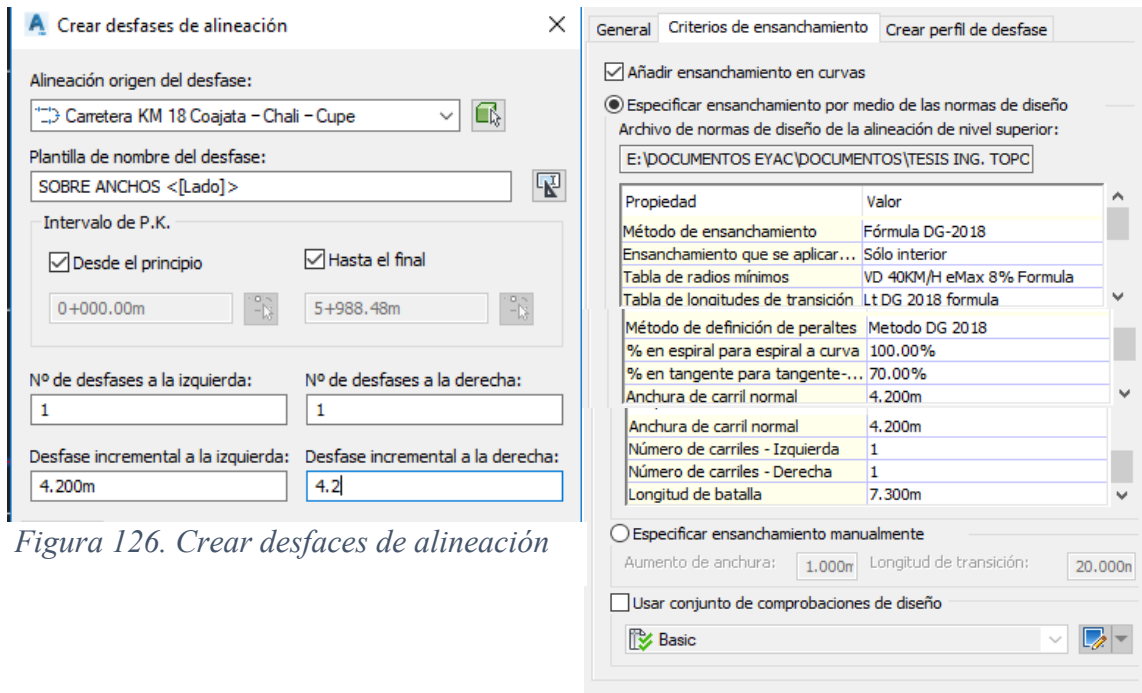 Crear desfases de alineación
Alineación origen del desfase:
Carretera KM 18 Coajata – Chali – Cupe
Plantilla de nombre del desfase:
SOBRE ANCHOS <[Lado]>
Intervalo de P.K.
Desde el principio
Hasta el final
0+000.00m
5+988.48m
Nº de desfases a la izquierda:
Nº de desfases a la derecha:
1
1
Desfase incremental a la izquierda:
Desfase incremental a la derecha:
4.200m
4.2
Figura 126. Crear desfaces de alineación
General Criterios de ensanchamiento Crear perfil de desfase
Añadir ensanchamiento en curvas
Especificar ensanchamiento por medio de las normas de diseño
Archivo de normas de diseño de la alineación de nivel superior:
E:\DOCUMENTOS EYAC\DOCUMENTOS\TESIS ING. TOPC
Propiedad Valor
Método de ensanchamiento Fórmula DG-2018
Ensanchamiento que se aplicar... Sólo interior
Tabla de radios mínimos VD 40KM/H eMax 8% Formula
Tabla de longitudes de transición Lt DG 2018 formula
Método de definición de peraltes Metodo DG 2018
% en espiral para espiral a curva 100.00%
% en tangente para tangente-... 70.00%
Anchura de carril normal 4.200m
Anchura de carril normal 4.200m
Número de carriles - Izquierda 1
Número de carriles - Derecha 1
Longitud de batalla 7.300m
Especificar ensanchamiento manualmente
Aumento de anchura: 1.000m Longitud de transición: 20.000n
Usar conjunto de comprobaciones de diseño
Basic